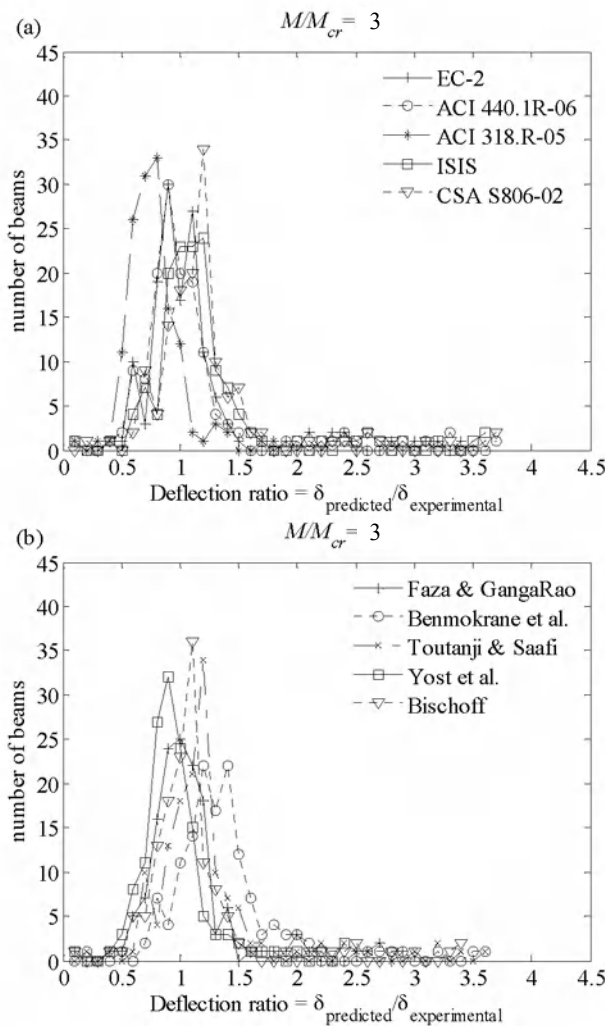 (a)
M/Mcr= 3
45
40
35
30
25
20
15
10
5
0
number of beams
EC-2
ACI 440.1R-06
ACI 318.R-05
ISIS
CSA S806-02
0 0.5 1 1.5 2 2.5 3 3.5 4 4.5
Deflection ratio = δpredicted/δexperimental
(b)
M/Mcr= 3
45
40
35
30
25
20
15
10
5
0
number of beams
Faza & GangaRao
Benmokrane et al.
Toutanji & Saafi
Yost et al.
Bischoff
0 0.5 1 1.5 2 2.5 3 3.5 4 4.5
Deflection ratio = δpredicted/δexperimental